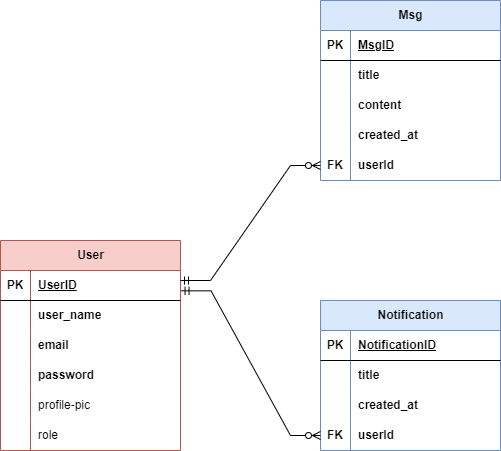 Msg
PK MsgID
title
content
created_at
FK userId
User
PK UserID
user_name
email
password
profile-pic
role
Notification
PK NotificationID
title
created_at
FK userId